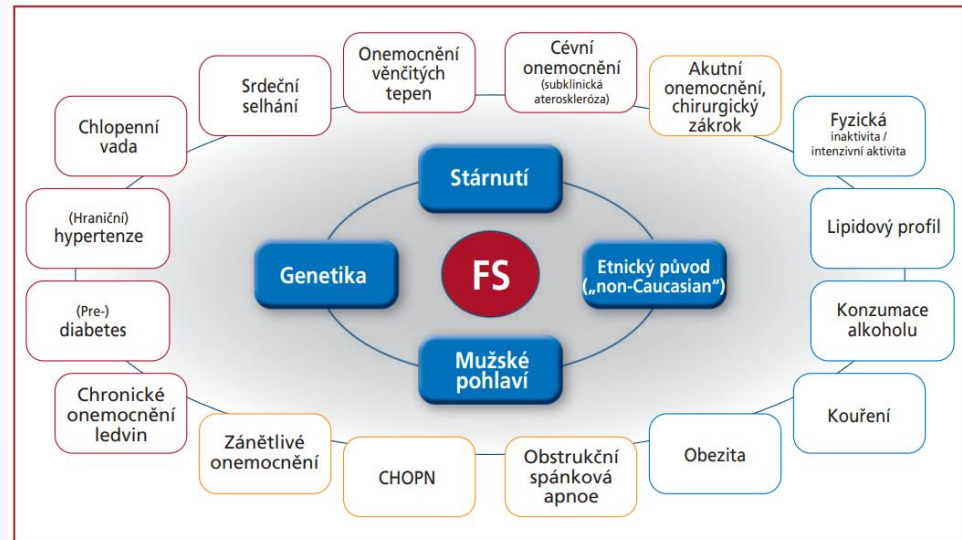 Onemocnění
věnčitých
tepen
Cévní
onemocnění
(subklinická
ateroskleróza)
Srdeční
selhání
Akutní
onemocnění,
chirurgický
zákrok
Chlopenní
vada
Fyzická
inaktivita /
intenzivní aktivita
Stárnutí
(Hraniční)
hypertenze
Lipidový profil
Genetika
FS
Etnický původ
(„non-Caucasian“)
(Pre-)
diabetes
Konzumace
alkoholu
Mužské
pohlaví
Chronické
onemocnění
ledvin
Kouření
Zánětlivé
onemocnění
CHOPN
Obstrukční
spánková
apnoe
Obezita